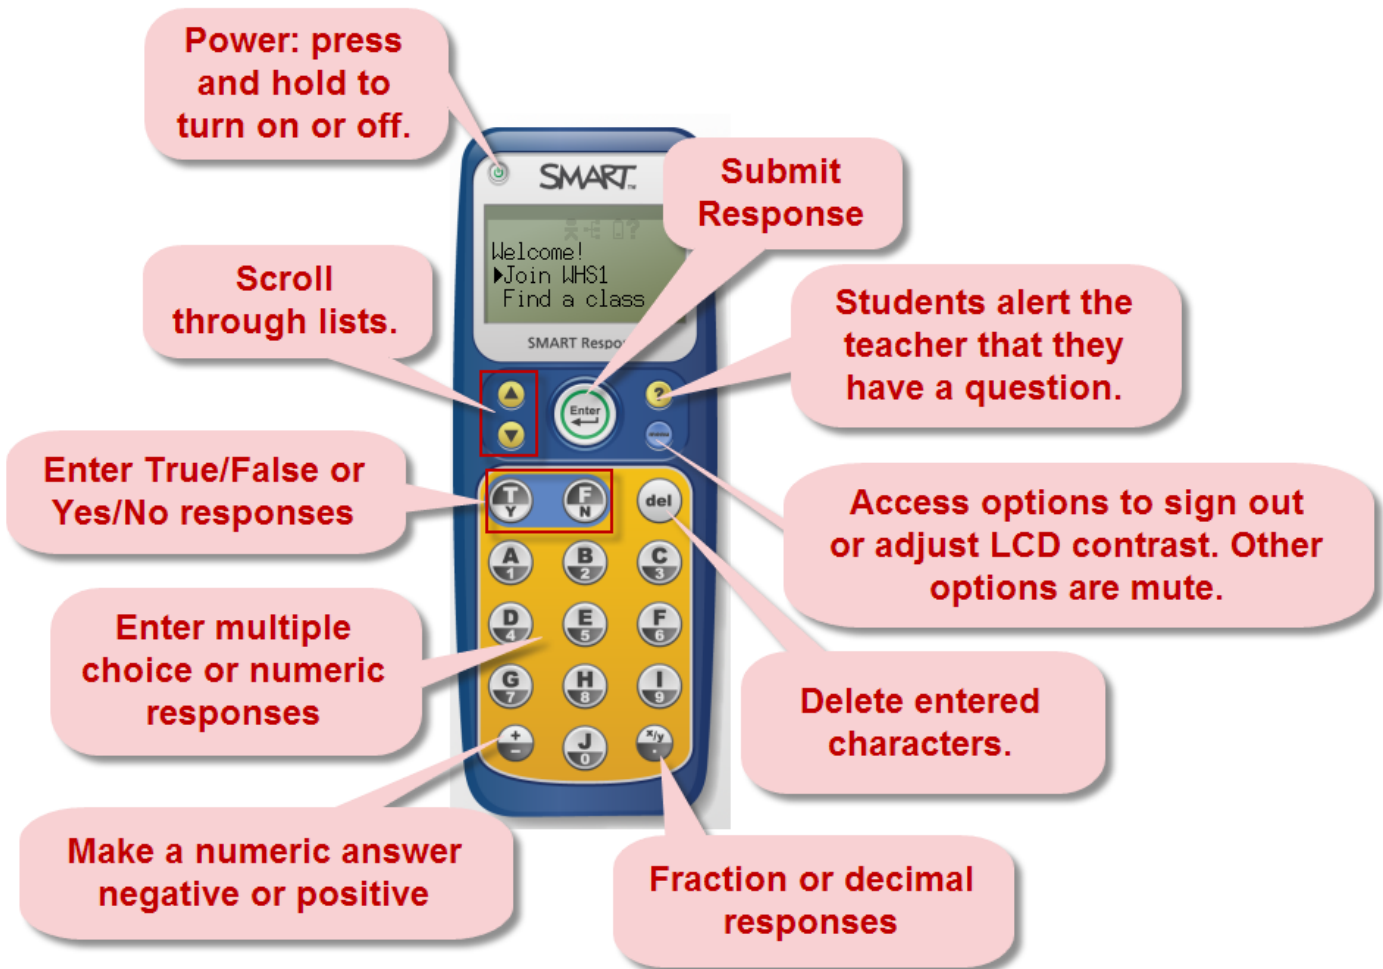 Power: press
and hold to
turn on or off.
SMART™
Submit
Response
Welcome!
▶Join WHS1
Find a class
SMART Respo
Scroll
through lists.
Students alert the
teacher that they
have a question.
Enter
?
Enter True/False or
Yes/No responses
T
Y
F
N
del
Access options to sign out
or adjust LCD contrast. Other
options are mute.
A
1
B
2
C
3
D
4
E
5
F
6
Enter multiple
choice or numeric
responses
G
7
H
8
I
9
Delete entered
characters.
+
−
J
0
x/y
.
Make a numeric answer
negative or positive
Fraction or decimal
responses